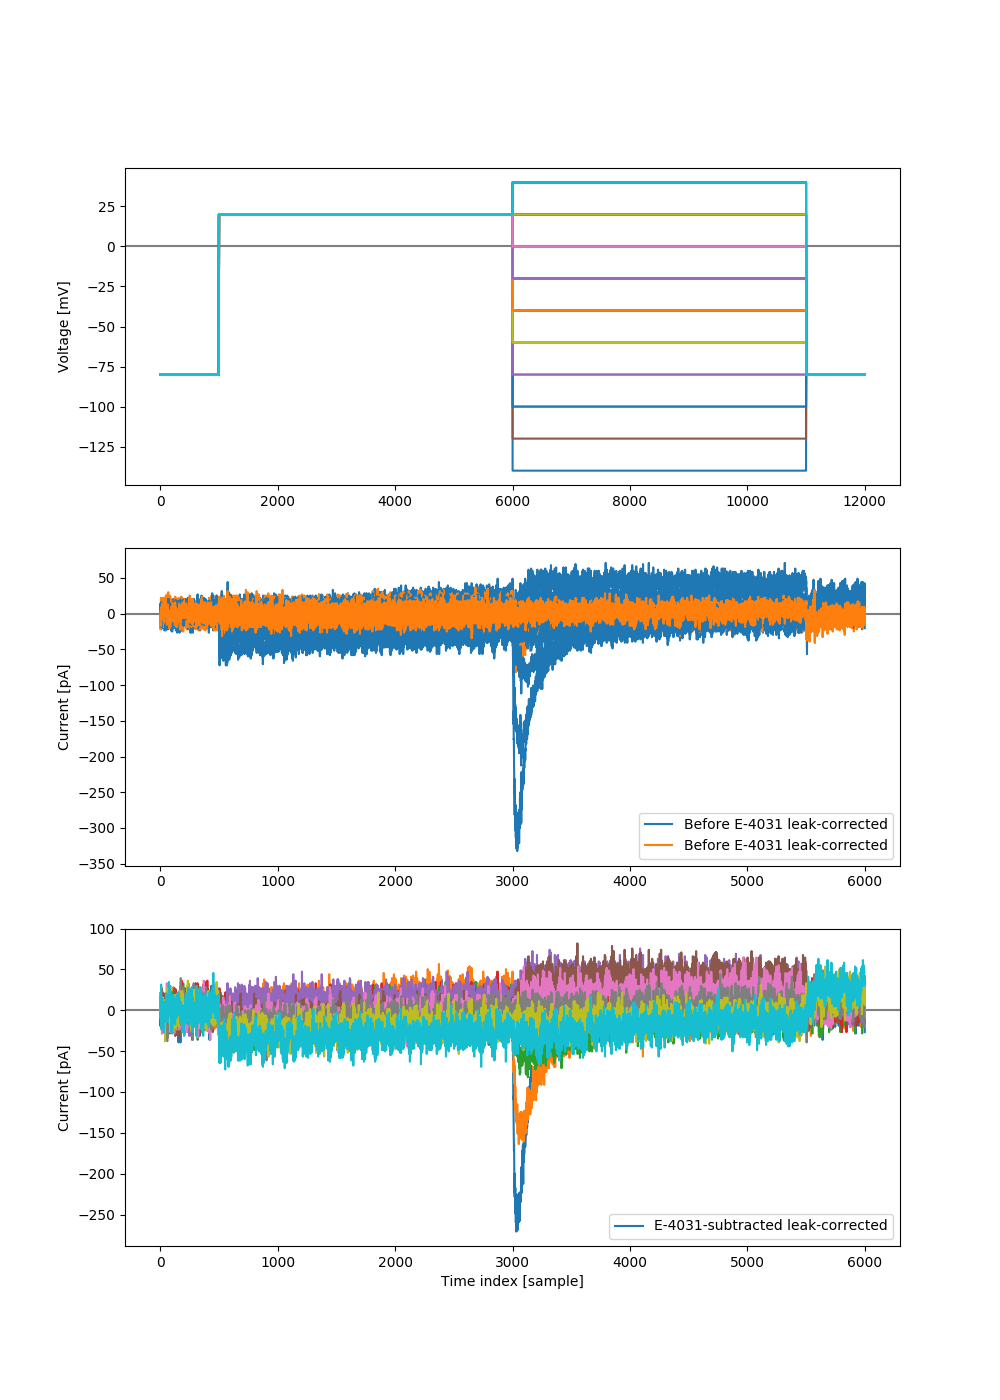 25
0
−25
−50
−75
−100
−125
Voltage [mV]
0 2000 4000 6000 8000 10000 12000
50
0
−50
−100
−150
−200
−250
−300
−350
Current [pA]
Before E-4031 leak-corrected
Before E-4031 leak-corrected
0 1000 2000 3000 4000 5000 6000
100
50
0
−50
−100
−150
−200
−250
Current [pA]
E-4031-subtracted leak-corrected
0 1000 2000 3000 4000 5000 6000
Time index [sample]